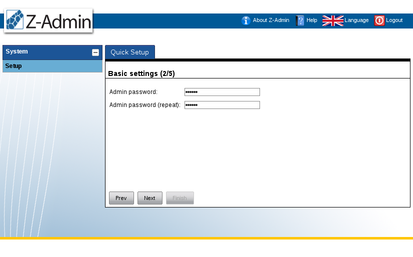 Z-Admin
About Z-Admin Help Language Logout
System
Setup
Quick Setup
Basic settings (2/5)
Admin password: ••••••
Admin password (repeat): ••••••
Prev Next Finish